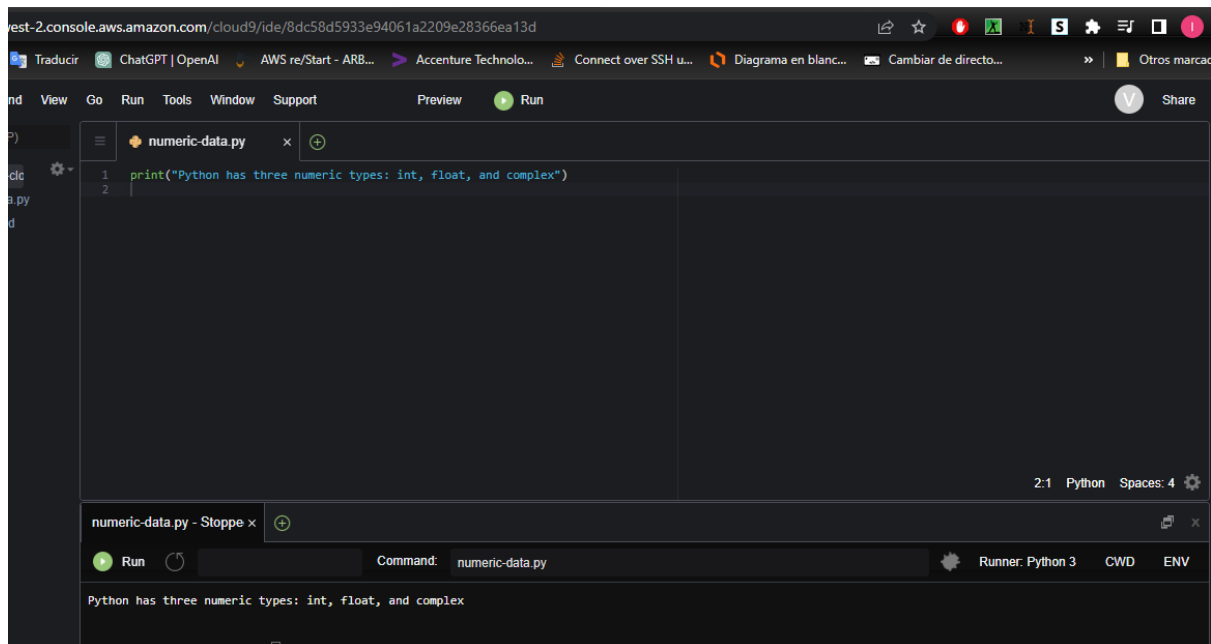 vest-2.console.aws.amazon.com/cloud9/ide/8dc58d5933e94061a2209e28366ea13d
Traducir ChatGPT | OpenAI AWS re/Start - ARB... Accenture Technolo... Connect over SSH u... Diagrama en blanc... Cambiar de directo... » Otros marcad
nd View Go Run Tools Window Support Preview Run V Share
P)
numeric-data.py
-clc
a.py
d
1 print("Python has three numeric types: int, float, and complex")
2
2:1 Python Spaces: 4
numeric-data.py - Stoppe
Run Command: numeric-data.py Runner: Python 3 CWD ENV
Python has three numeric types: int, float, and complex